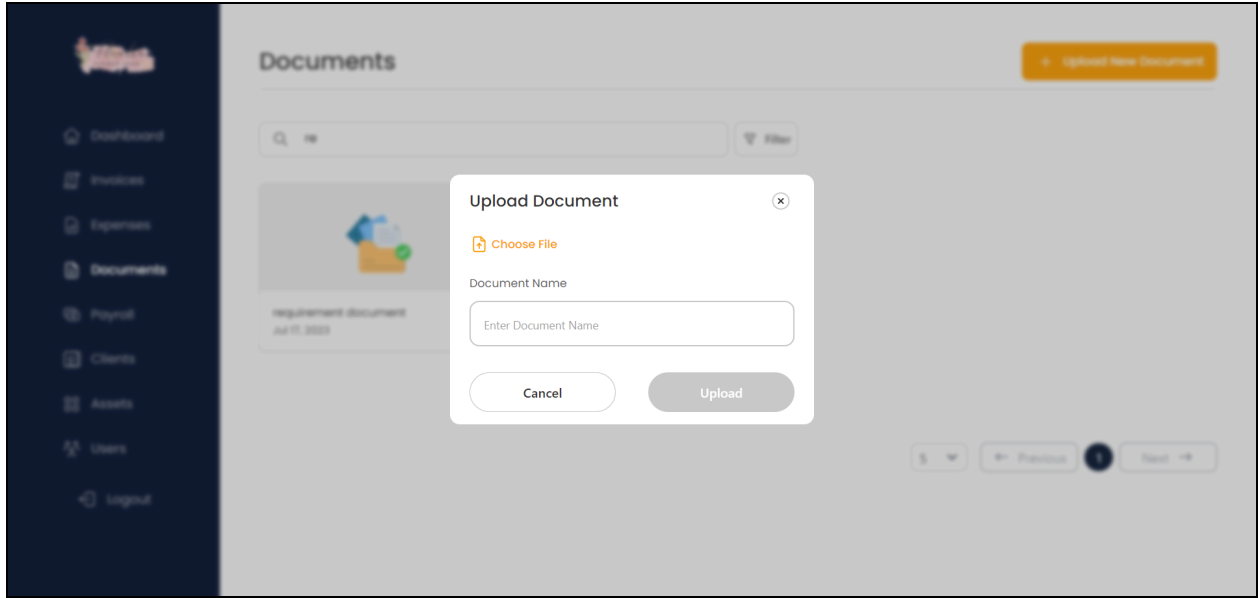 Documents
+ Upload New Document
Dashboard
Invoices
Expenses
Documents
Payroll
Clients
Assets
Users
Logout
re
Filter
requirement document
Jul 17, 2023
Upload Document
Choose File
Document Name
Enter Document Name
Cancel
Upload
5
← Previous
1
Next →